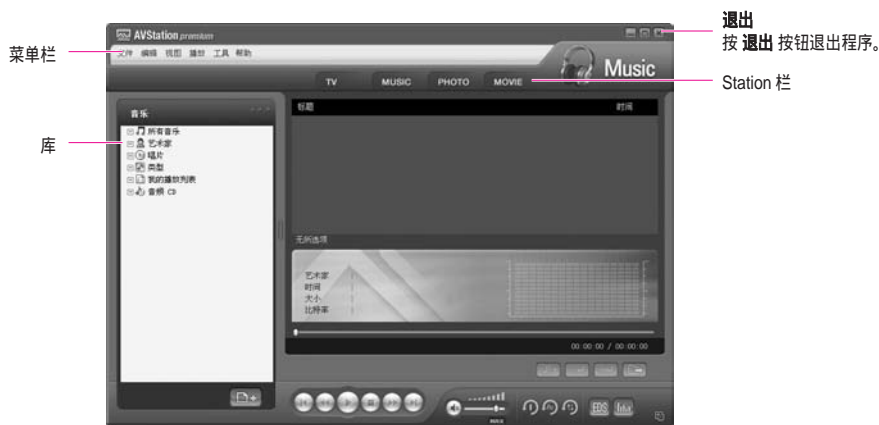 退出
按 退出 按钮退出程序。
AVStation premium
菜单栏
文件 编辑 视图 播放 工具 帮助
Music
Station 栏
TV MUSIC PHOTO MOVIE
音乐
标题 时间
库
所有音乐
艺术家
唱片
类型
我的播放列表
音频 CD
无所选项
艺术家
时间
大小
比特率
00:00:00 / 00:00:00
MAX
EDS